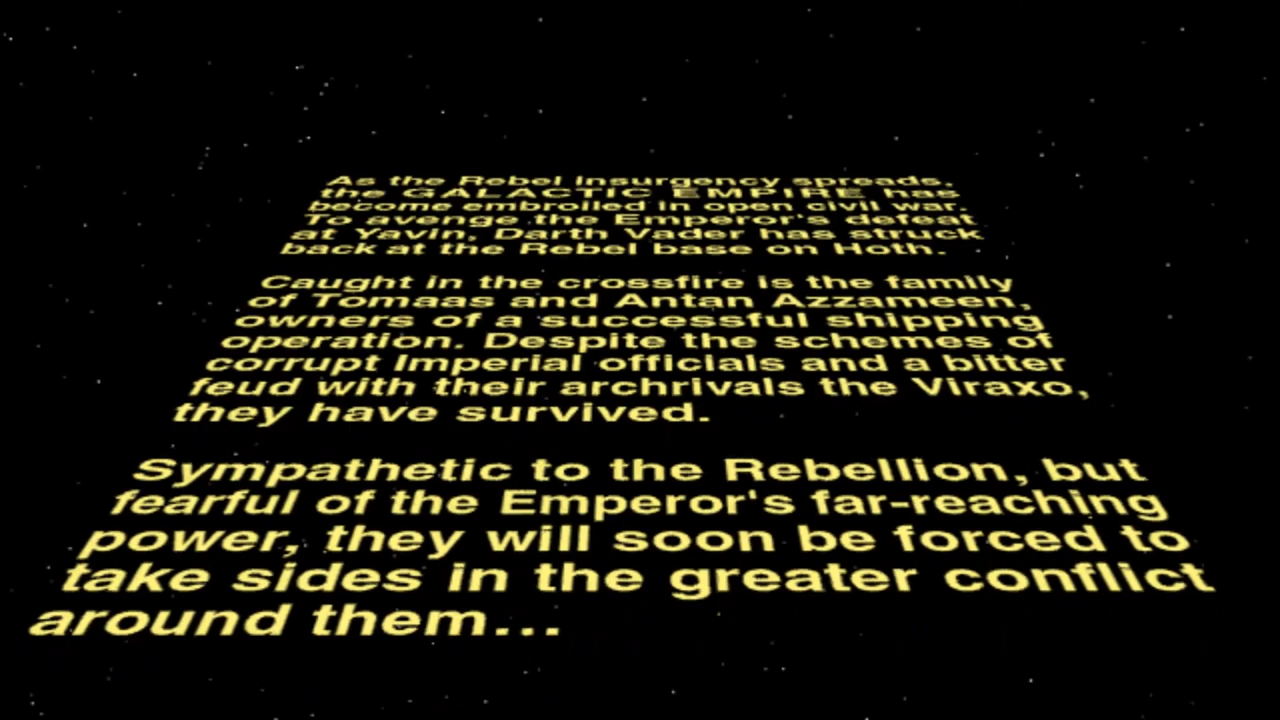 As the Rebel insurgency spreads,
the GALACTIC EMPIRE has
become embroiled in open civil war.
To avenge the Emperor's defeat
at Yavin, Darth Vader has struck
back at the Rebel base on Hoth.
Caught in the crossfire is the family
of Tomaas and Antan Azzameen,
owners of a successful shipping
operation. Despite the schemes of
corrupt Imperial officials and a bitter
feud with their archrivals the Viraxo,
they have survived.
Sympathetic to the Rebellion, but
fearful of the Emperor's far-reaching
power, they will soon be forced to
take sides in the greater conflict
around them...